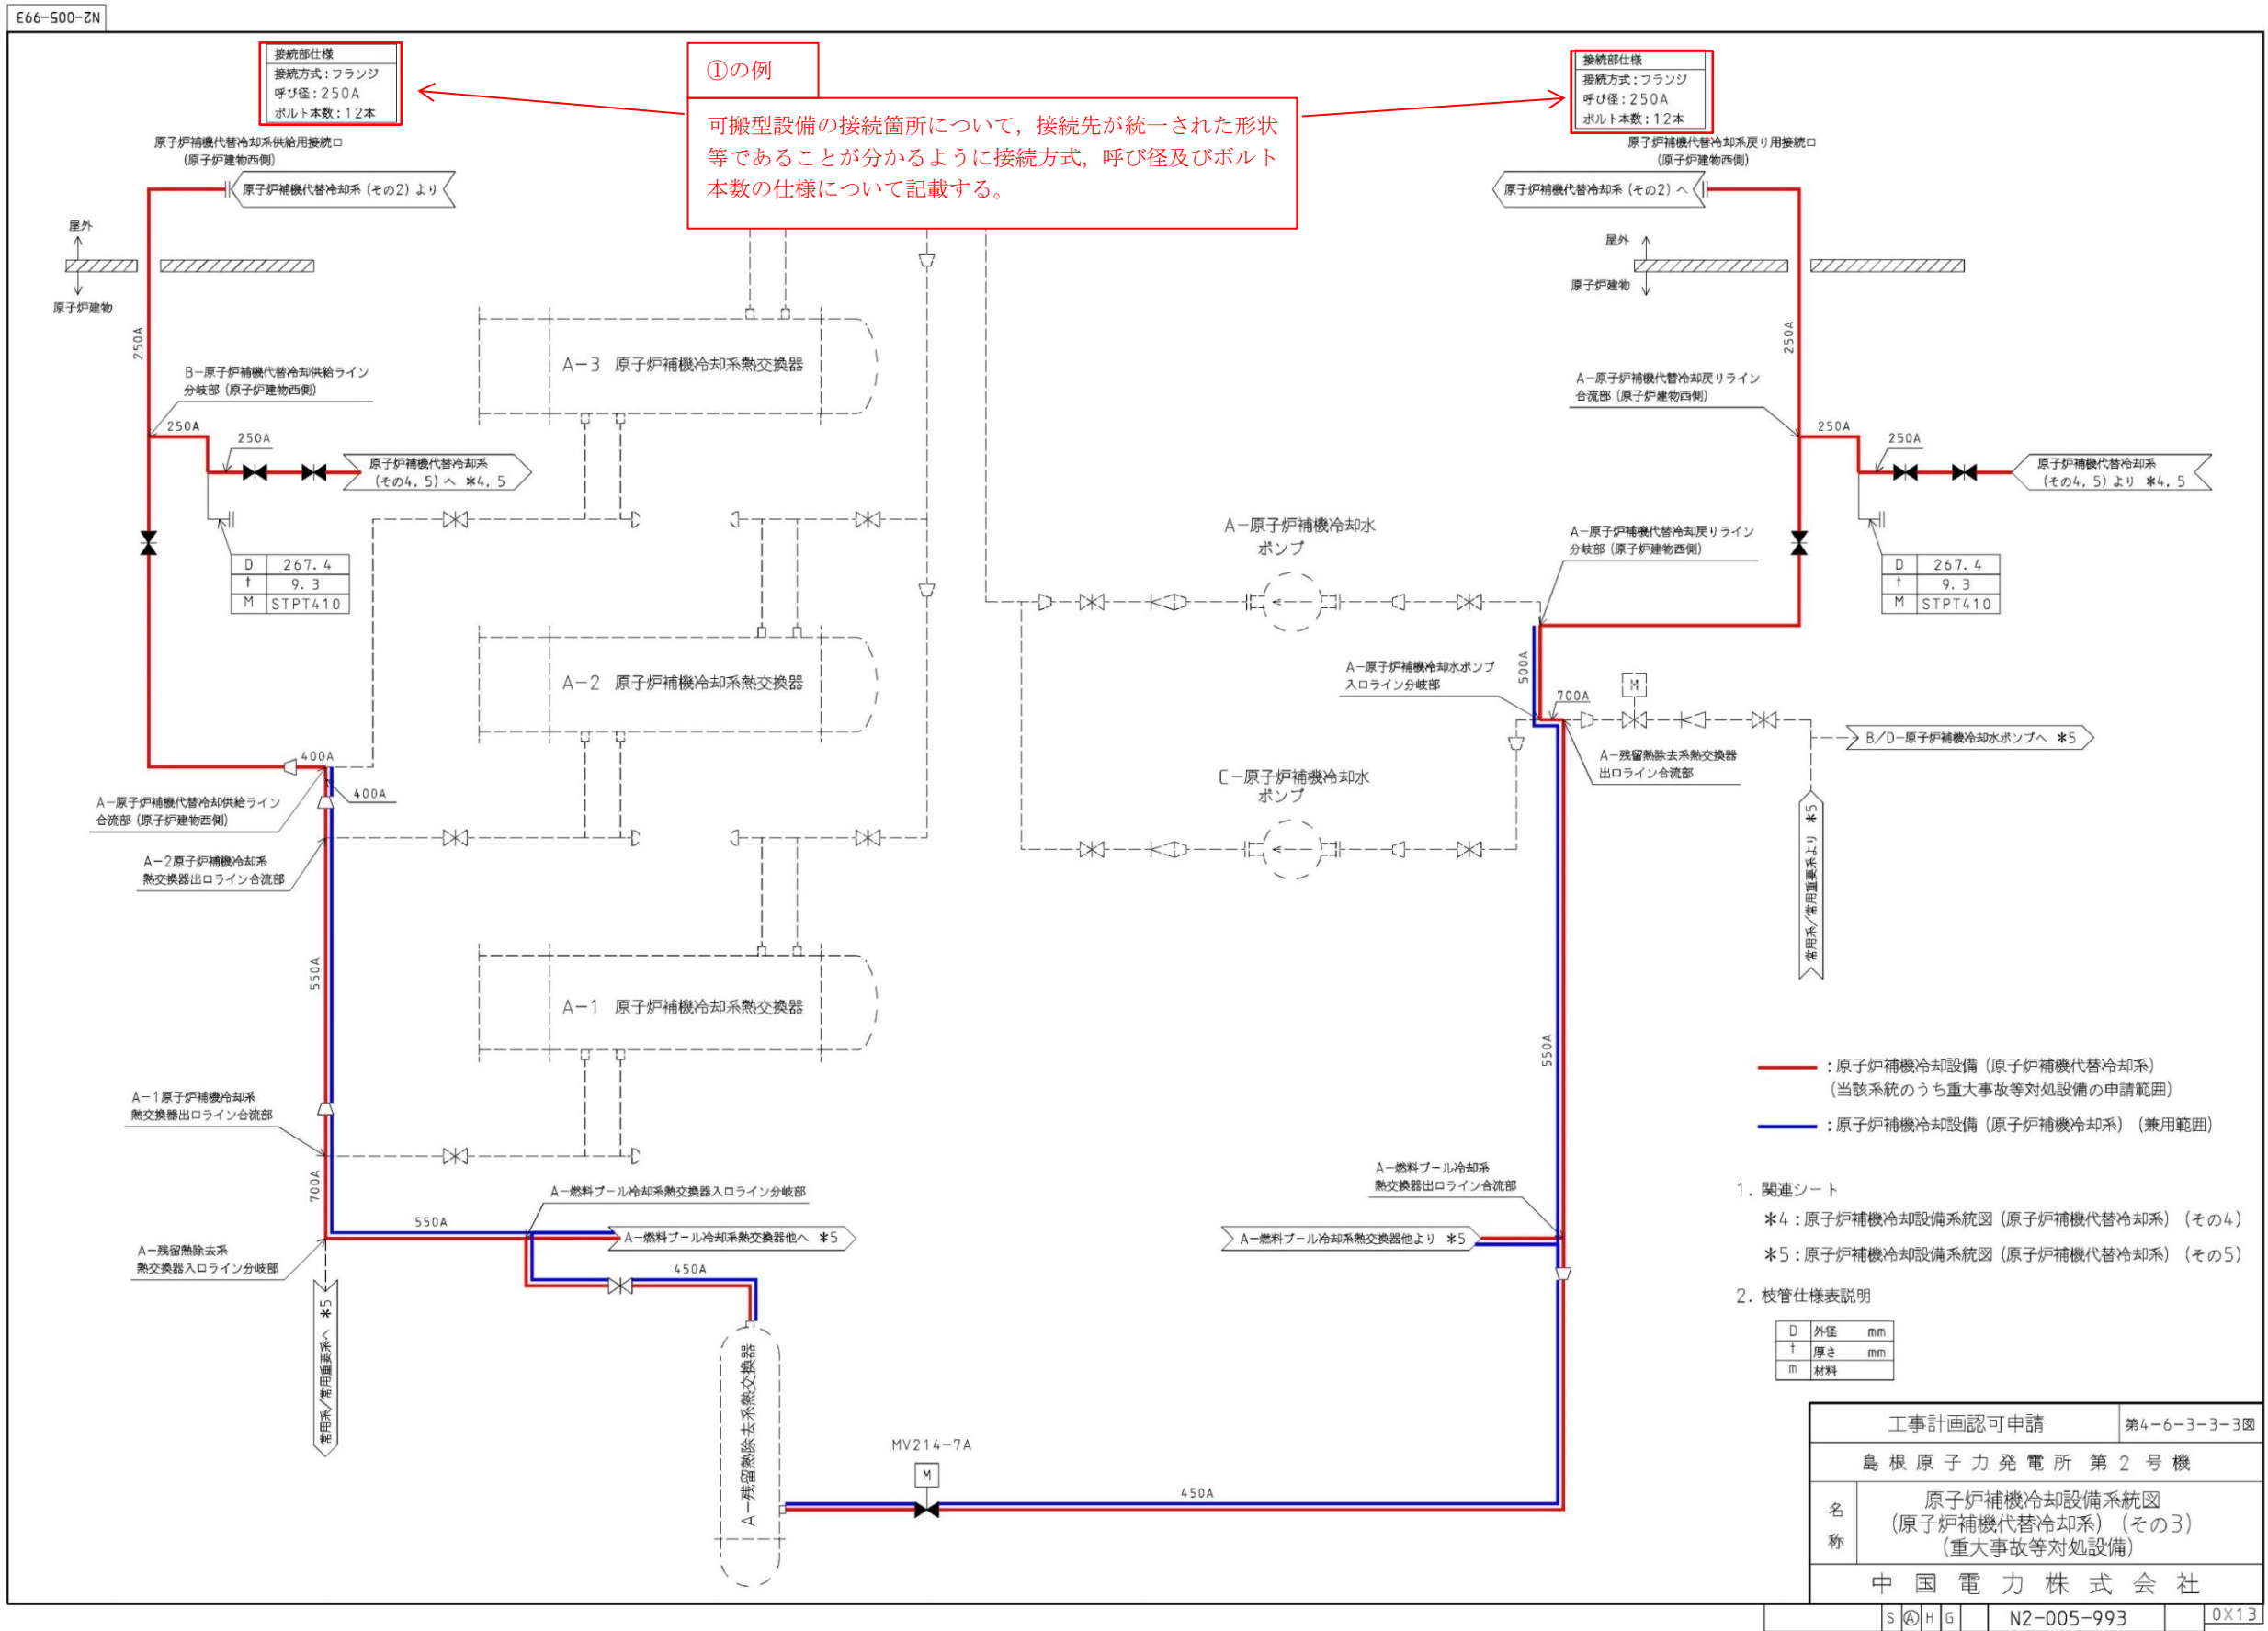 N2-005-993
接続部仕様
接続方式：フランジ
呼び径：250A
ボルト本数：12本
①の例
可搬型設備の接続箇所について，接続先が統一された形状
等であることが分かるように接続方式，呼び径及びボルト
本数の仕様について記載する。
接続部仕様
接続方式：フランジ
呼び径：250A
ボルト本数：12本
原子炉補機代替冷却系供給用接続口
（原子炉建物西側）
原子炉補機代替冷却系（その2）より
屋外
原子炉建物
250A
B－原子炉補機代替冷却供給ライン
分岐部（原子炉建物西側）
250A
250A
原子炉補機代替冷却系
（その4，5）へ ＊4，5
D 267.4
t 9.3
M STPT410
400A
400A
A－原子炉補機代替冷却供給ライン
合流部（原子炉建物西側）
A－2原子炉補機冷却系
熱交換器出口ライン合流部
550A
A－1原子炉補機冷却系
熱交換器出口ライン合流部
700A
A－残留熱除去系
熱交換器入口ライン分岐部
常用系／常用重要系へ ＊5
A－3 原子炉補機冷却系熱交換器
A－2 原子炉補機冷却系熱交換器
A－1 原子炉補機冷却系熱交換器
A－燃料プール冷却系熱交換器入口ライン分岐部
550A
A－燃料プール冷却系熱交換器他へ ＊5
450A
A－残留熱除去系熱交換器
MV214-7A
M
450A
A－原子炉補機冷却水
ポンプ
C－原子炉補機冷却水
ポンプ
原子炉補機代替冷却系戻り用接続口
（原子炉建物西側）
原子炉補機代替冷却系（その2）へ
屋外
原子炉建物
250A
A－原子炉補機代替冷却戻りライン
合流部（原子炉建物西側）
250A
250A
原子炉補機代替冷却系
（その4，5）より ＊4，5
A－原子炉補機代替冷却戻りライン
分岐部（原子炉建物西側）
D 267.4
t 9.3
M STPT410
A－原子炉補機冷却水ポンプ
入口ライン分岐部
500A
700A
M
B／D－原子炉補機冷却水ポンプへ ＊5
A－残留熱除去系熱交換器
出口ライン合流部
常用系／常用重要系より ＊5
550A
A－燃料プール冷却系
熱交換器出口ライン合流部
A－燃料プール冷却系熱交換器他より ＊5
：原子炉補機冷却設備（原子炉補機代替冷却系）
（当該系統のうち重大事故等対処設備の申請範囲）
：原子炉補機冷却設備（原子炉補機冷却系）（兼用範囲）
1．関連シート
＊4：原子炉補機冷却設備系統図（原子炉補機代替冷却系）（その4）
＊5：原子炉補機冷却設備系統図（原子炉補機代替冷却系）（その5）
2．枝管仕様表説明
D 外径 mm
t 厚さ mm
m 材料
工事計画認可申請 第4-6-3-3-3図
島根原子力発電所 第2号機
名称
原子炉補機冷却設備系統図
（原子炉補機代替冷却系）（その3）
（重大事故等対処設備）
中国電力株式会社
S Ⓐ H G N2-005-993 0X13